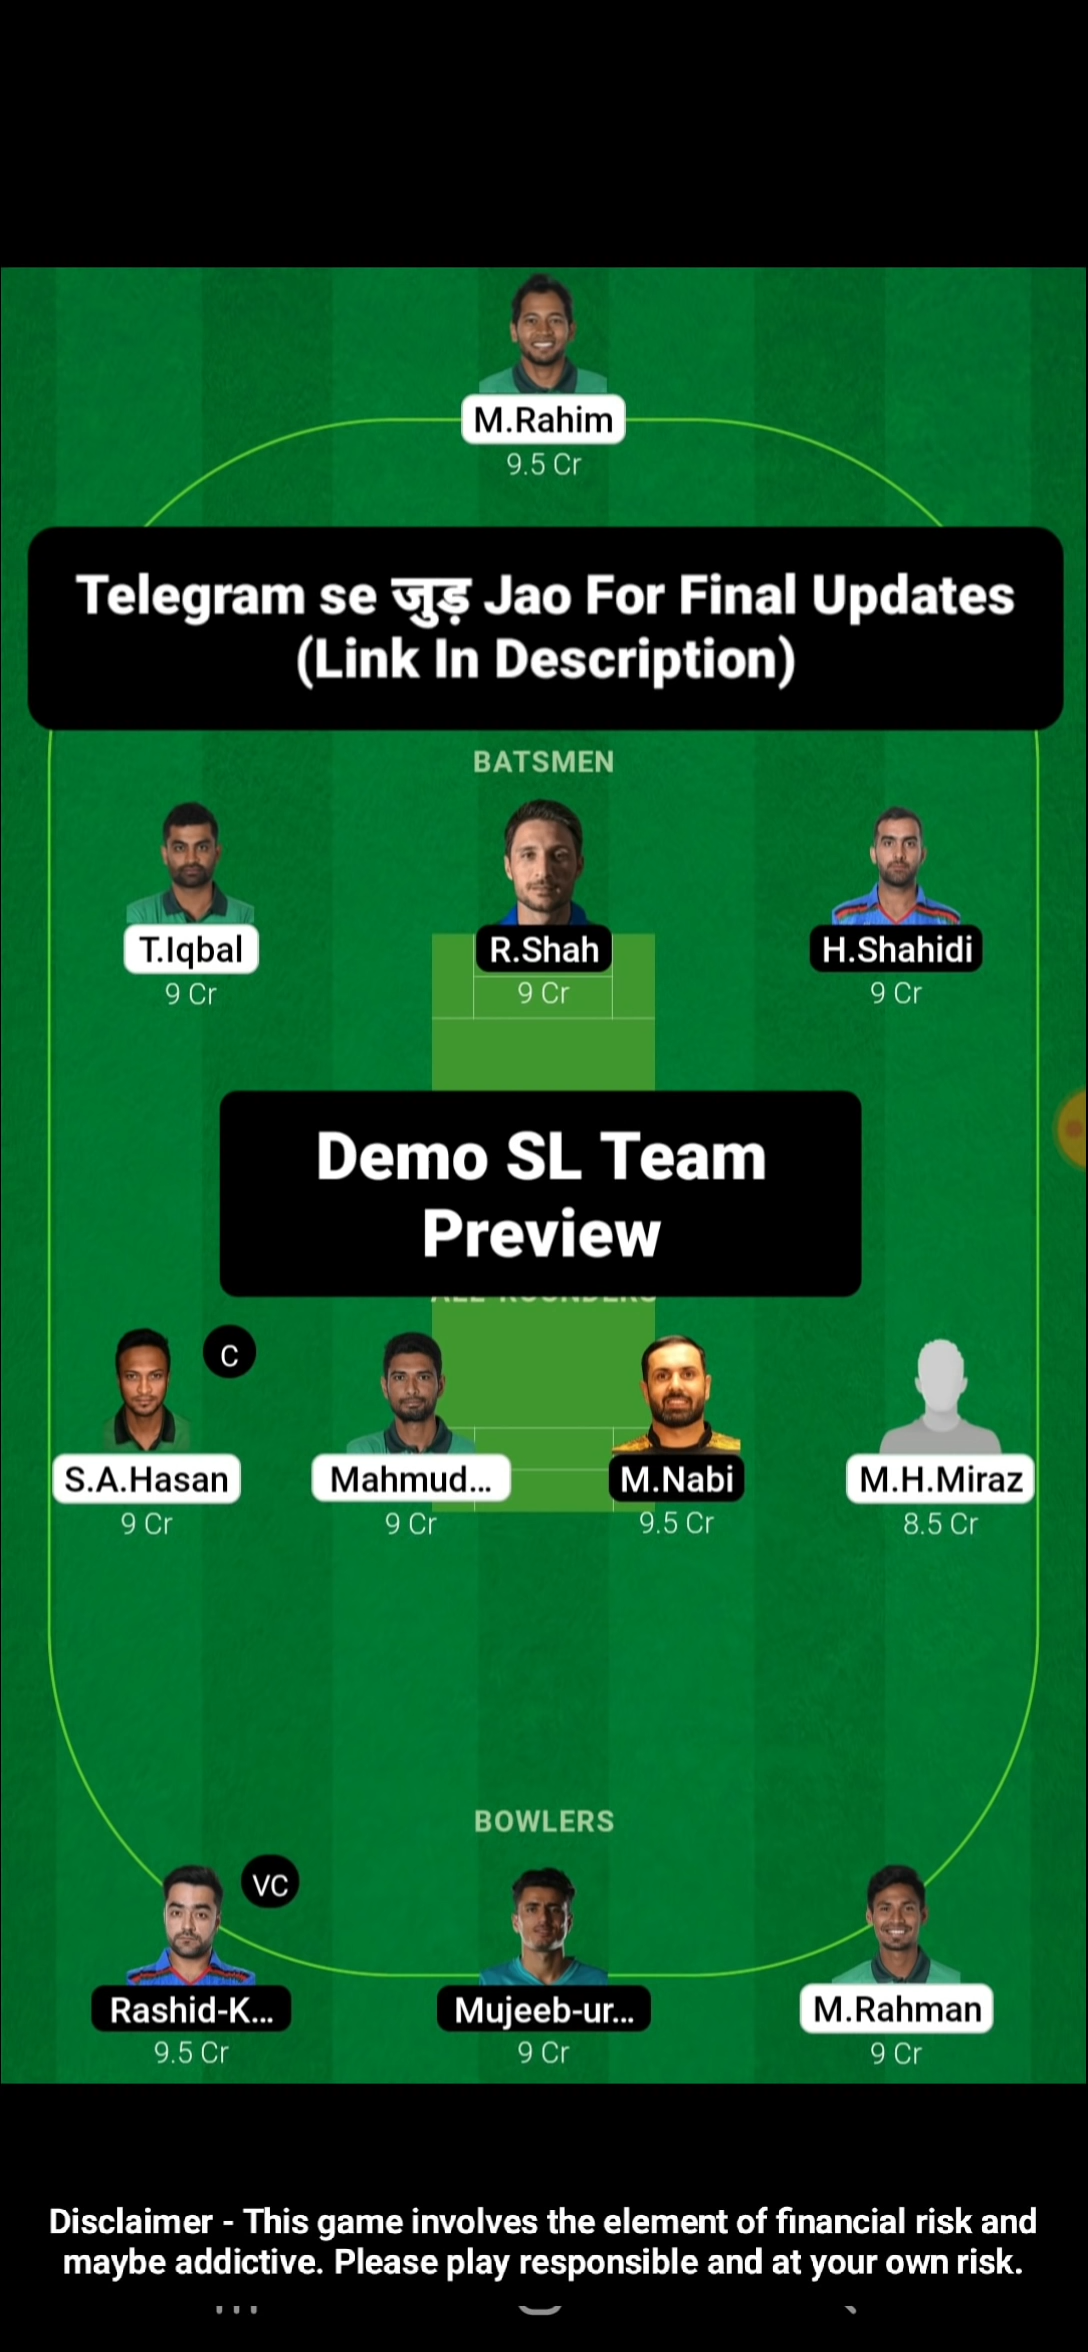 M.Rahim
9.5 Cr
Telegram se जुड़ Jao For Final Updates
(Link In Description)
BATSMEN
T.Iqbal
R.Shah
H.Shahidi
9 Cr
9 Cr
9 Cr
Demo SL Team
Preview
ALL-ROUNDERS
C
S.A.Hasan
Mahmud...
M.Nabi
M.H.Miraz
9 Cr
9 Cr
9.5 Cr
8.5 Cr
BOWLERS
VC
Rashid-K...
Mujeeb-ur...
M.Rahman
9.5 Cr
9 Cr
9 Cr
Disclaimer - This game involves the element of financial risk and
maybe addictive. Please play responsible and at your own risk.